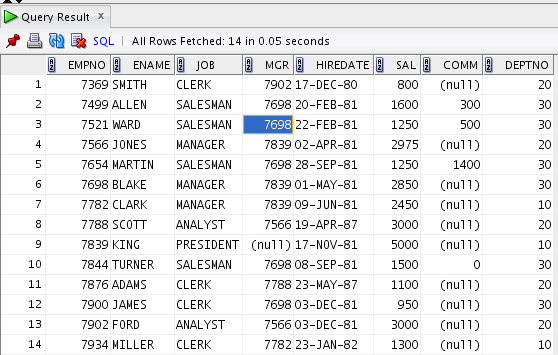 Query Result x
SQL | All Rows Fetched: 14 in 0.05 seconds
EMPNO ENAME JOB MGR HIREDATE SAL COMM DEPTNO
1 7369 SMITH CLERK 7902 17-DEC-80 800 (null) 20
2 7499 ALLEN SALESMAN 7698 20-FEB-81 1600 300 30
3 7521 WARD SALESMAN 7698 22-FEB-81 1250 500 30
4 7566 JONES MANAGER 7839 02-APR-81 2975 (null) 20
5 7654 MARTIN SALESMAN 7698 28-SEP-81 1250 1400 30
6 7698 BLAKE MANAGER 7839 01-MAY-81 2850 (null) 30
7 7782 CLARK MANAGER 7839 09-JUN-81 2450 (null) 10
8 7788 SCOTT ANALYST 7566 19-APR-87 3000 (null) 20
9 7839 KING PRESIDENT (null) 17-NOV-81 5000 (null) 10
10 7844 TURNER SALESMAN 7698 08-SEP-81 1500 0 30
11 7876 ADAMS CLERK 7788 23-MAY-87 1100 (null) 20
12 7900 JAMES CLERK 7698 03-DEC-81 950 (null) 30
13 7902 FORD ANALYST 7566 03-DEC-81 3000 (null) 20
14 7934 MILLER CLERK 7782 23-JAN-82 1300 (null) 10